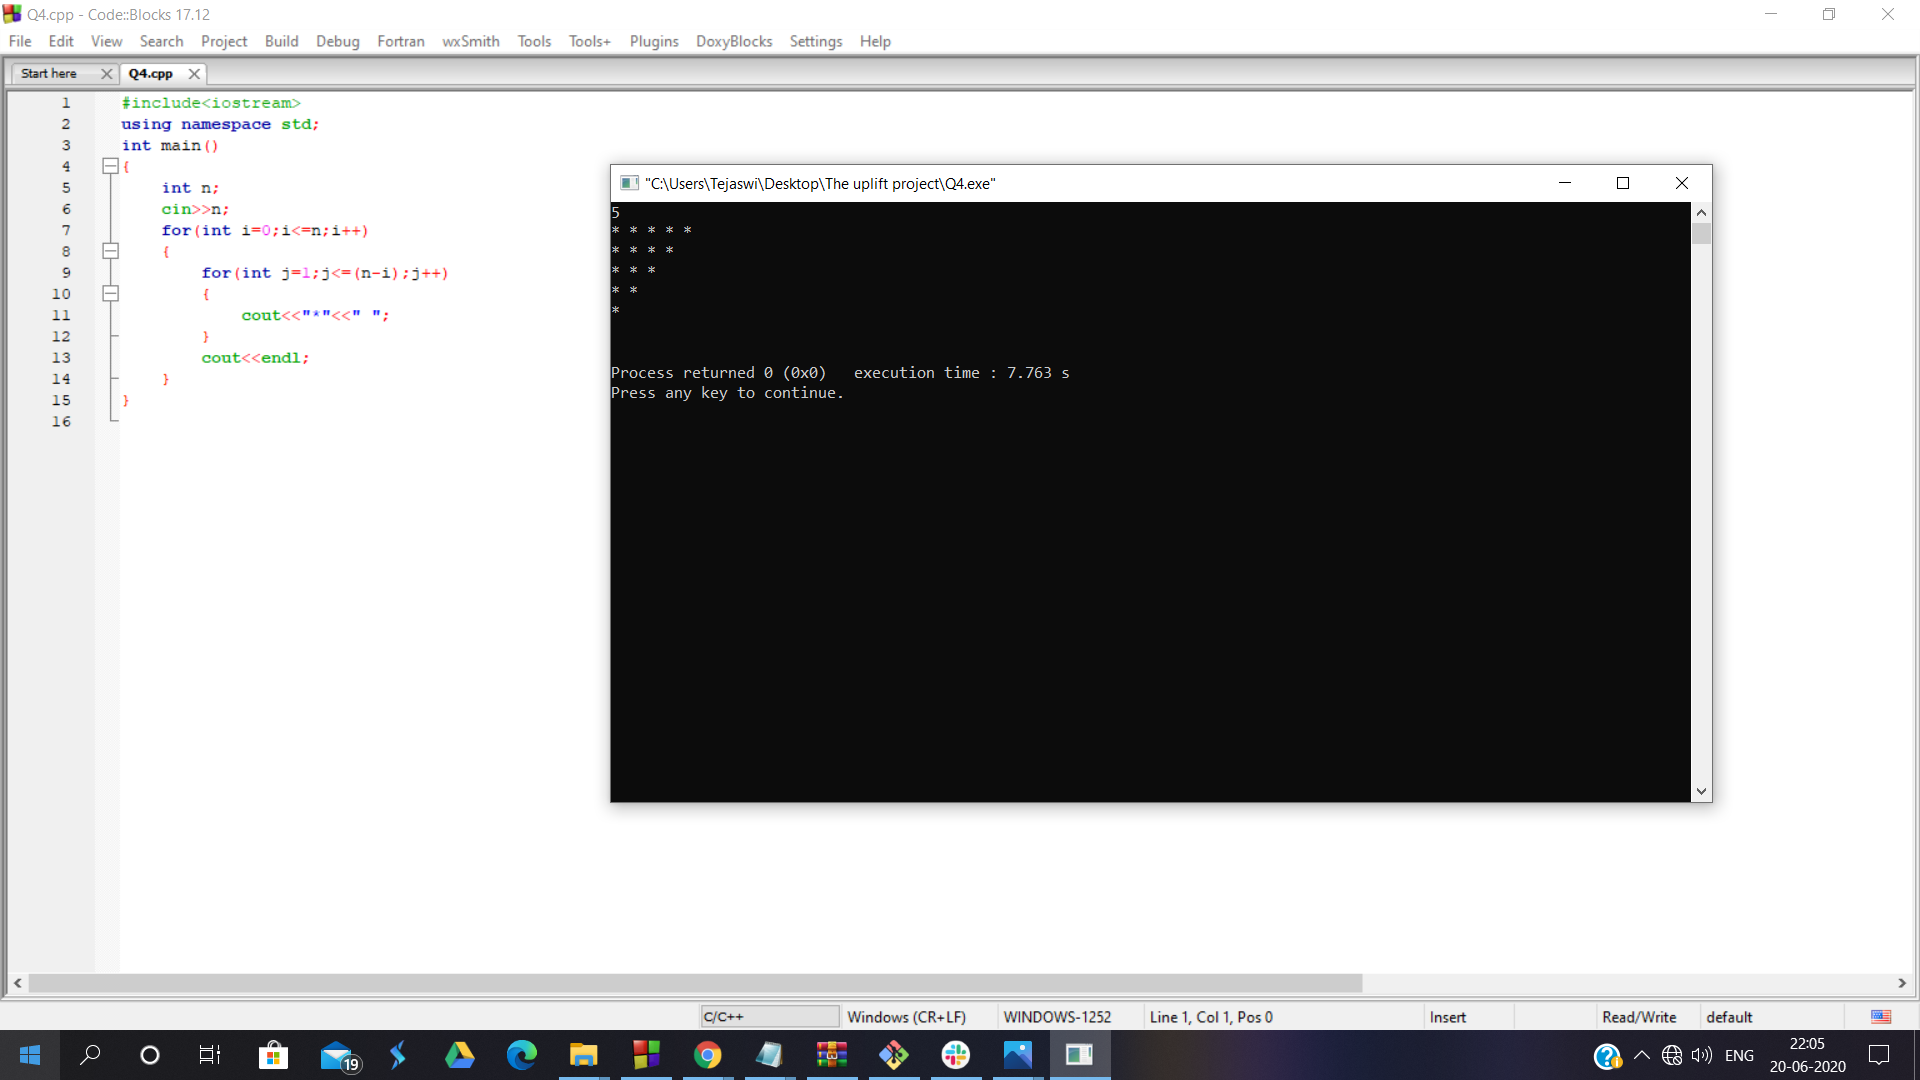 Q4.cpp - Code::Blocks 17.12
File Edit View Search Project Build Debug Fortran wxSmith Tools Tools+ Plugins DoxyBlocks Settings Help
Start here Q4.cpp
1 #include<iostream>
2 using namespace std;
3 int main()
4 {
5 int n;
6 cin>>n;
7 for(int i=0;i<=n;i++)
8 {
9 for(int j=1;j<=(n-i);j++)
10 {
11 cout<<"*"<<" ";
12 }
13 cout<<endl;
14 }
15 }
16
"C:\Users\Tejaswi\Desktop\The uplift project\Q4.exe"
5
* * * * *
* * * *
* * *
* *
*
Process returned 0 (0x0)   execution time : 7.763 s
Press any key to continue.
C/C++ Windows (CR+LF) WINDOWS-1252 Line 1, Col 1, Pos 0 Insert Read/Write default
19
ENG
22:05
20-06-2020